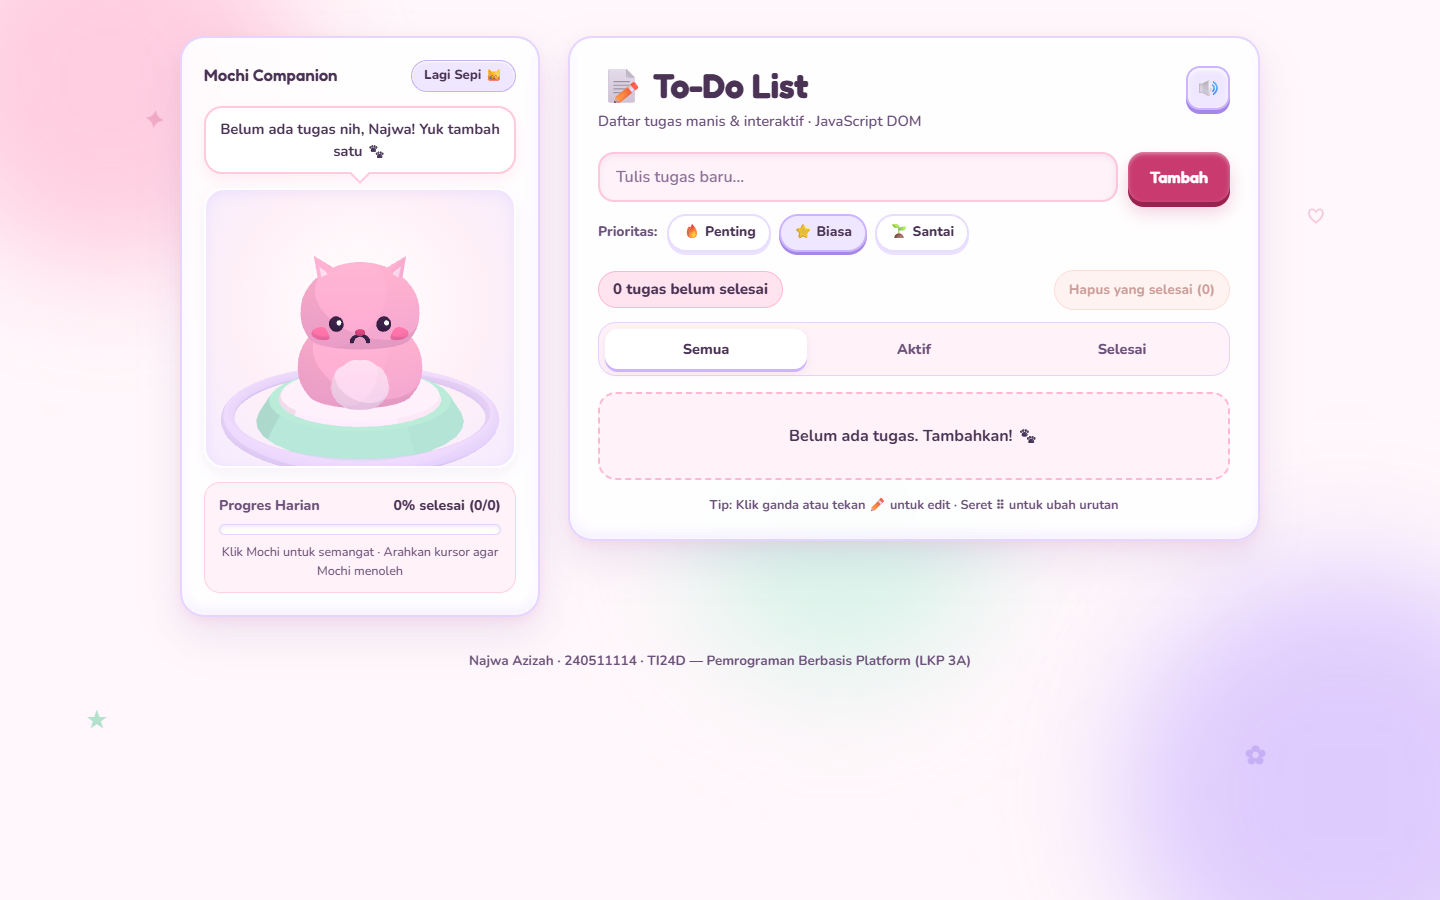 Mochi Companion
Lagi Sepi 😿
Belum ada tugas nih, Najwa! Yuk tambah
satu 🐾
Progres Harian
0% selesai (0/0)
Klik Mochi untuk semangat · Arahkan kursor agar
Mochi menoleh
📝 To-Do List
Daftar tugas manis & interaktif · JavaScript DOM
Tulis tugas baru...
Tambah
Prioritas:
🔥 Penting
⭐ Biasa
🌱 Santai
0 tugas belum selesai
Hapus yang selesai (0)
Semua
Aktif
Selesai
Belum ada tugas. Tambahkan! 🐾
Tip: Klik ganda atau tekan ✏️ untuk edit · Seret ⠿ untuk ubah urutan
Najwa Azizah · 240511114 · TI24D — Pemrograman Berbasis Platform (LKP 3A)